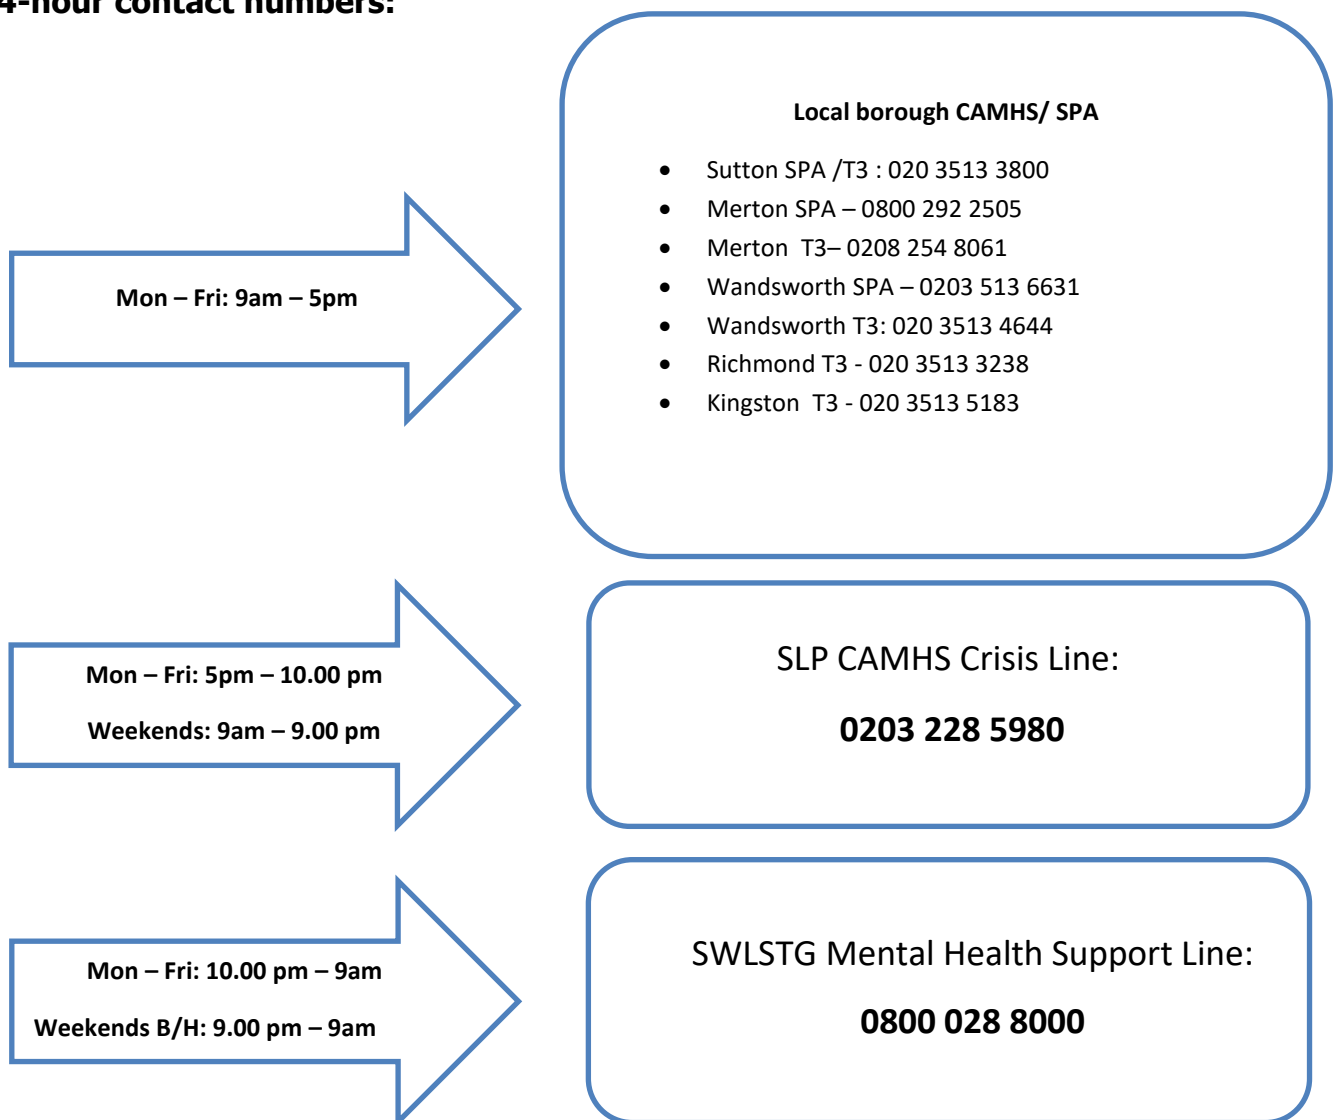 4-hour contact numbers:
Local borough CAMHS/ SPA
• Sutton SPA /T3 : 020 3513 3800
• Merton SPA – 0800 292 2505
• Merton  T3– 0208 254 8061
• Wandsworth SPA – 0203 513 6631
• Wandsworth T3: 020 3513 4644
• Richmond T3 - 020 3513 3238
• Kingston  T3 - 020 3513 5183
Mon – Fri: 9am – 5pm
Mon – Fri: 5pm – 10.00 pm
Weekends: 9am – 9.00 pm
SLP CAMHS Crisis Line:
0203 228 5980
Mon – Fri: 10.00 pm – 9am
Weekends B/H: 9.00 pm – 9am
SWLSTG Mental Health Support Line:
0800 028 8000